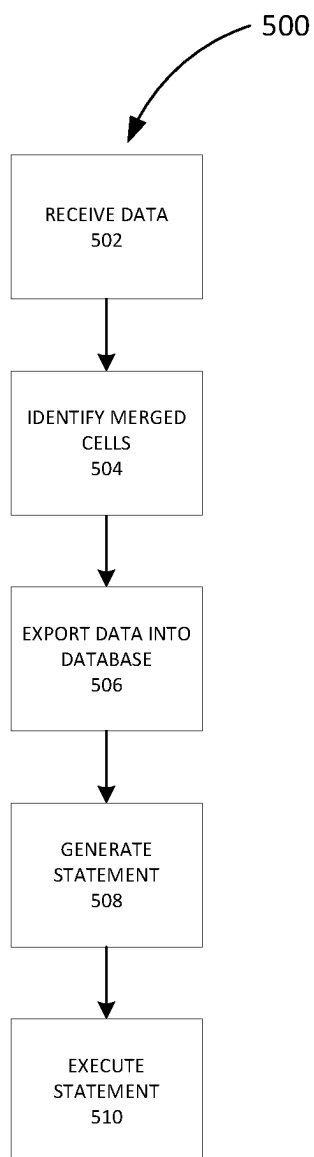 500
RECEIVE DATA
502
IDENTIFY MERGED
CELLS
504
EXPORT DATA INTO
DATABASE
506
GENERATE
STATEMENT
508
EXECUTE
STATEMENT
510